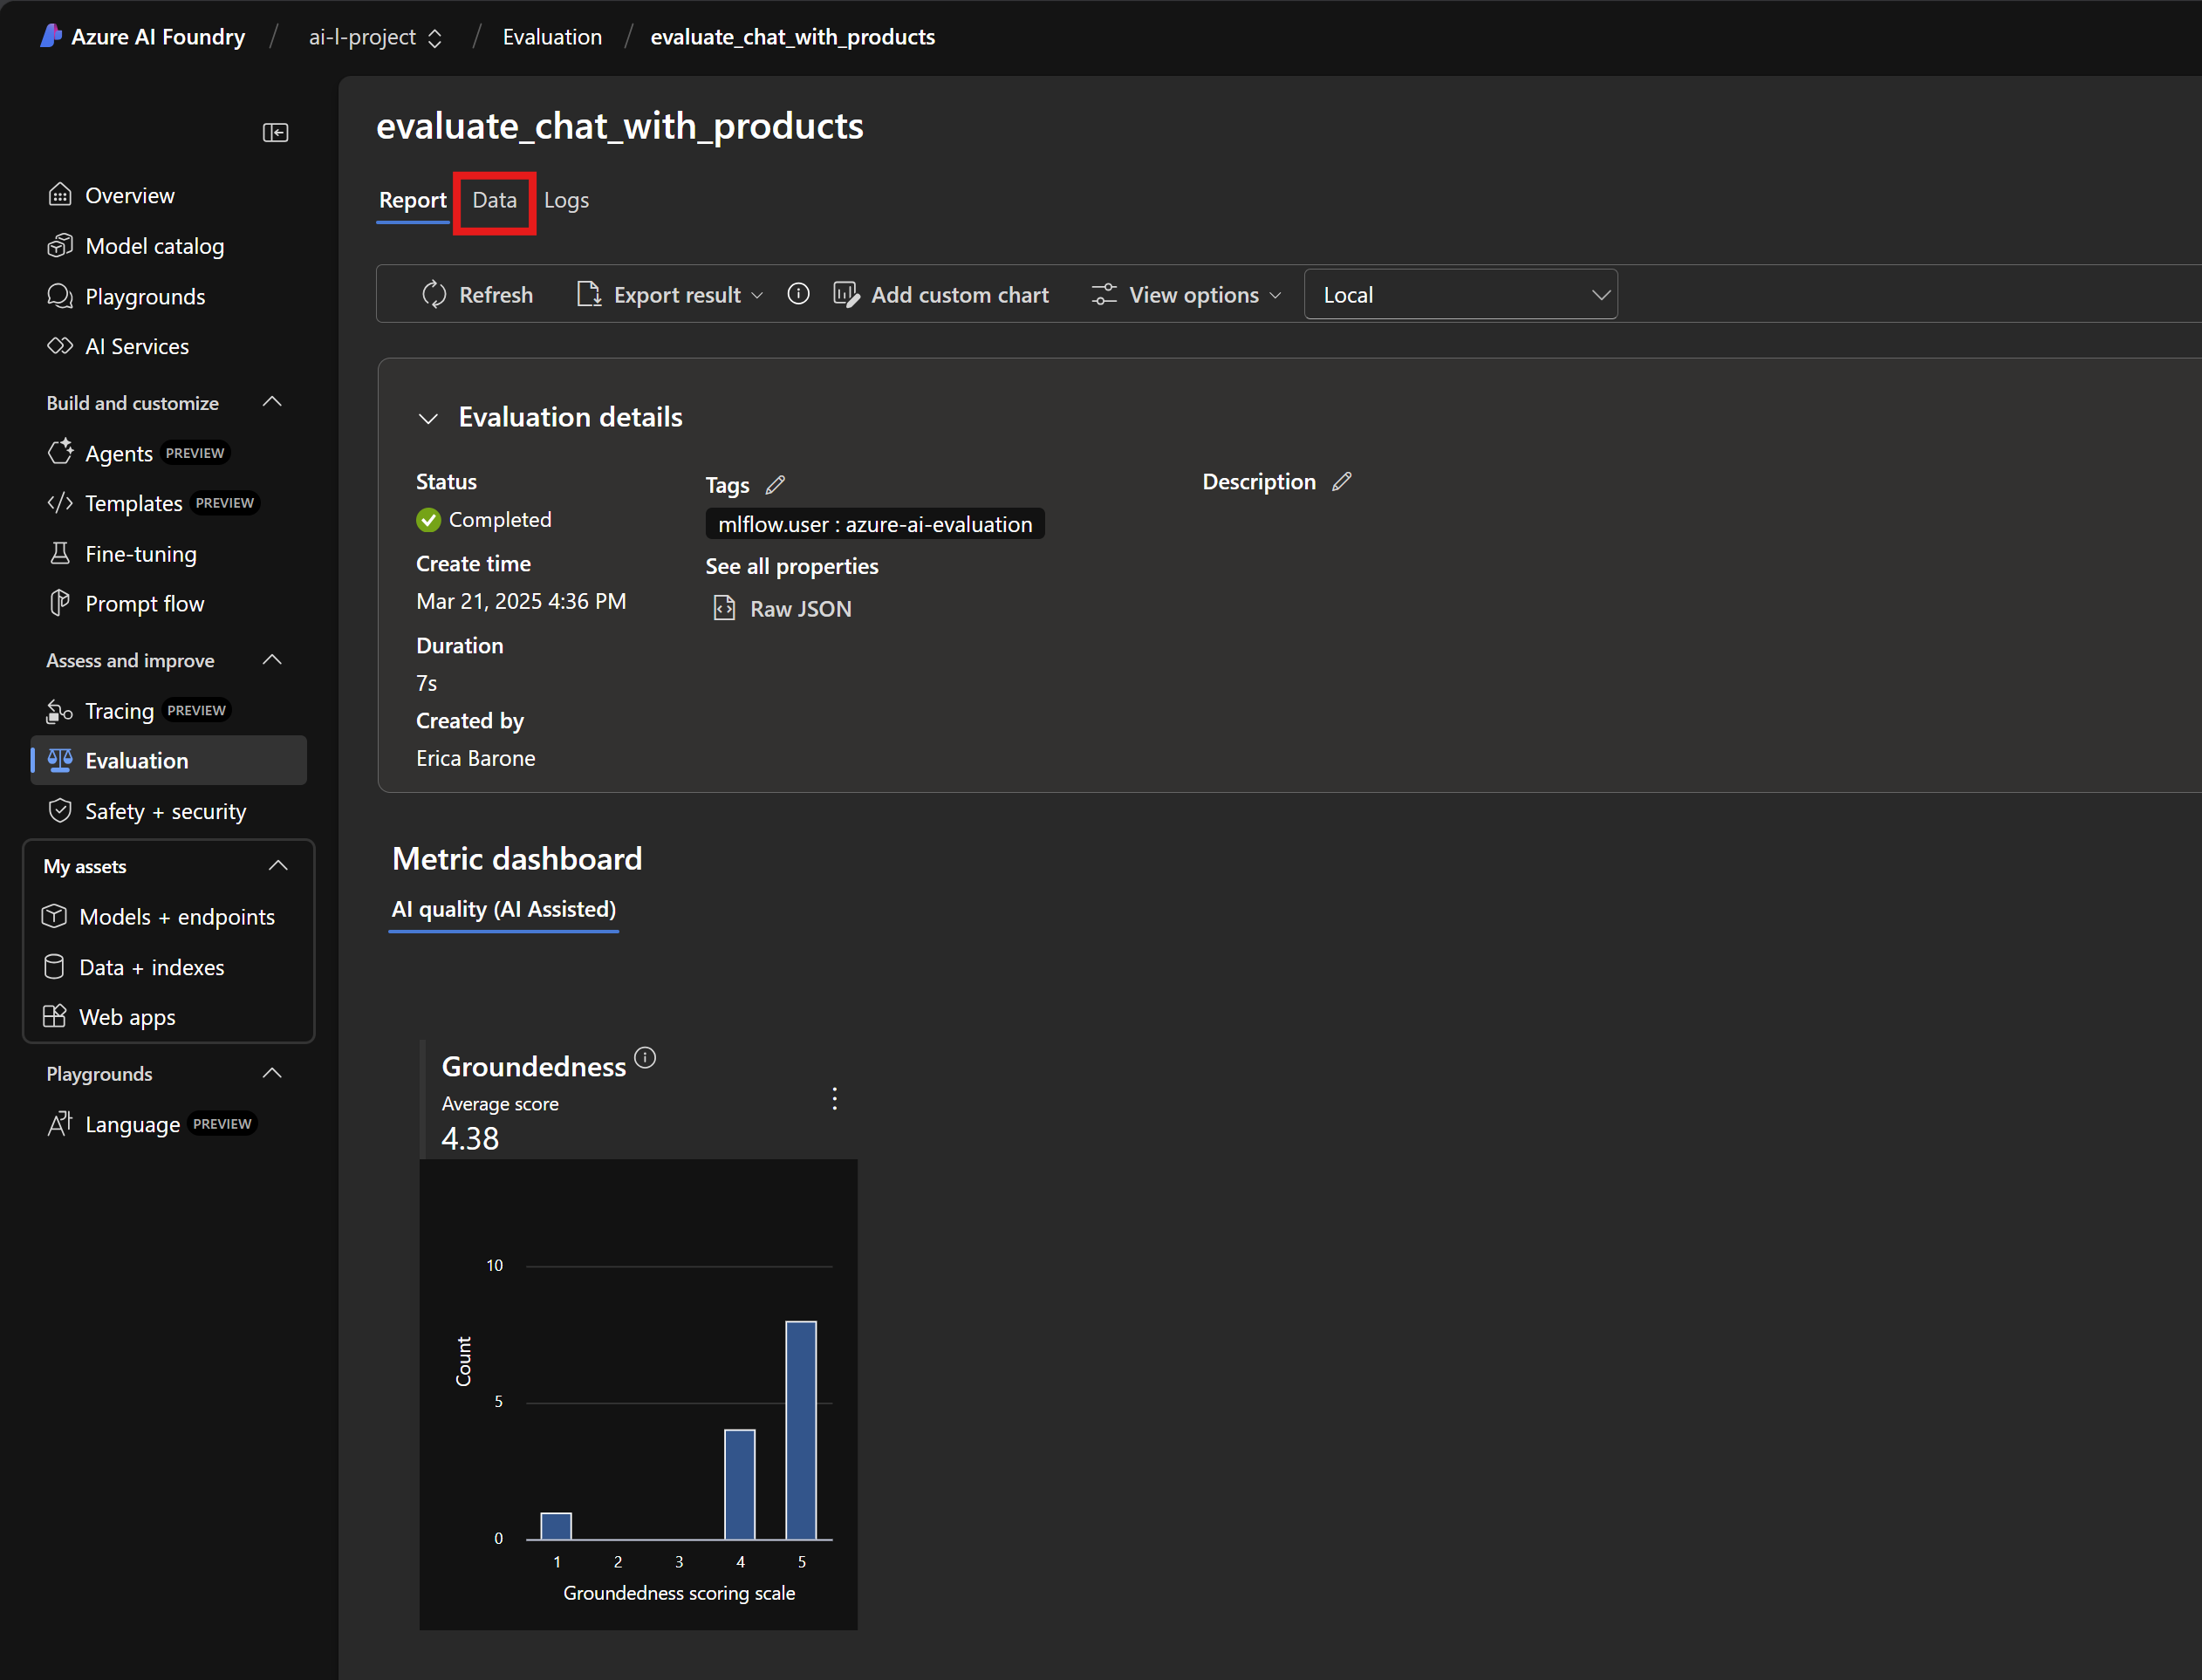 Azure AI Foundry / ai-l-project / Evaluation / evaluate_chat_with_products
Overview
Model catalog
Playgrounds
AI Services
Build and customize
Agents PREVIEW
Templates PREVIEW
Fine-tuning
Prompt flow
Assess and improve
Tracing PREVIEW
Evaluation
Safety + security
My assets
Models + endpoints
Data + indexes
Web apps
Playgrounds
Language PREVIEW
evaluate_chat_with_products
Report Data Logs
Refresh Export result Add custom chart View options Local
Evaluation details
Status
Completed
Create time
Mar 21, 2025 4:36 PM
Duration
7s
Created by
Erica Barone
Tags
mlflow.user : azure-ai-evaluation
See all properties
Raw JSON
Description
Metric dashboard
AI quality (AI Assisted)
Groundedness
Average score
4.38
10
5
0
Count
1 2 3 4 5
Groundedness scoring scale